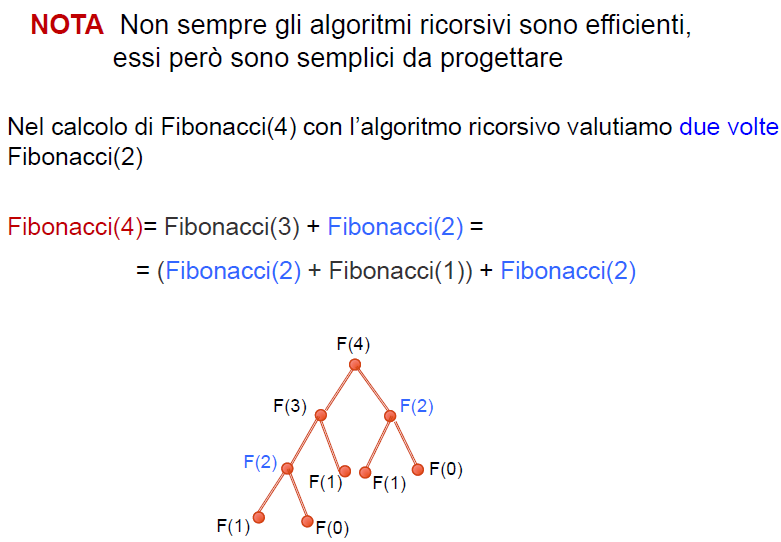 NOTA Non sempre gli algoritmi ricorsivi sono efficienti,
essi però sono semplici da progettare
Nel calcolo di Fibonacci(4) con l'algoritmo ricorsivo valutiamo due volte
Fibonacci(2)
Fibonacci(4)= Fibonacci(3) + Fibonacci(2) =
= (Fibonacci(2) + Fibonacci(1)) + Fibonacci(2)
F(4)
F(3) F(2)
F(2) F(1) F(1) F(0)
F(1) F(0)